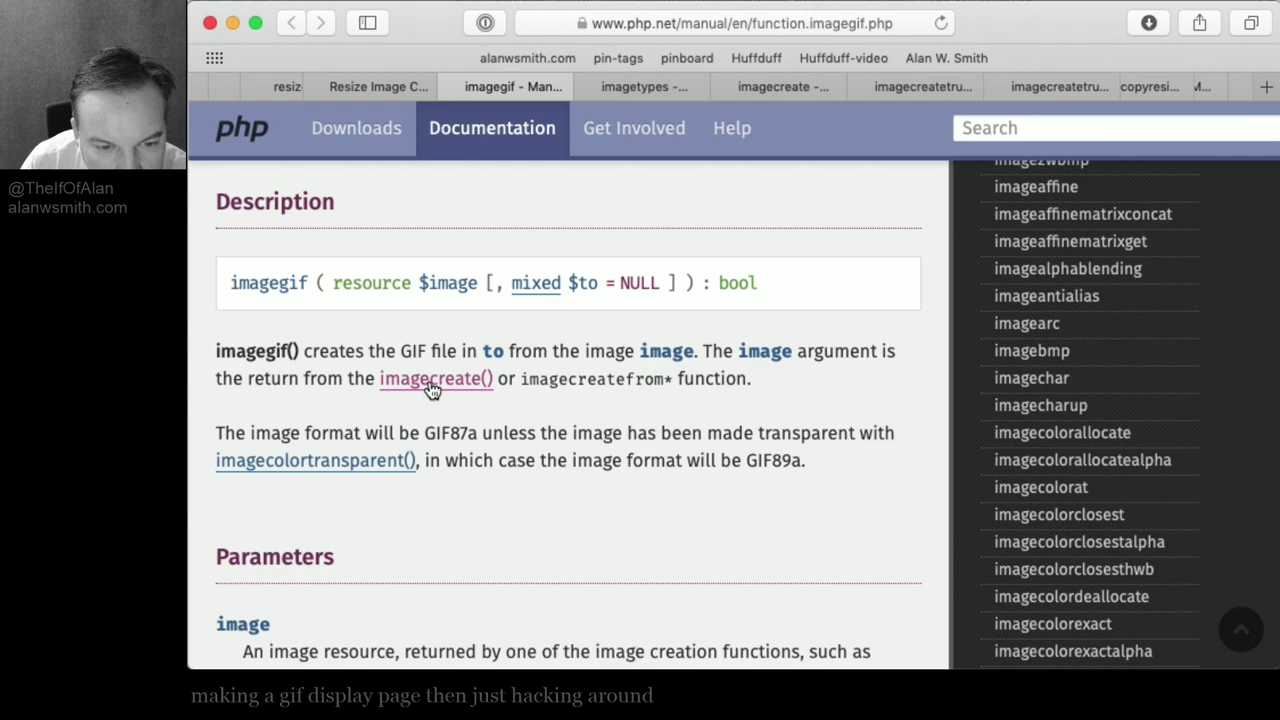 www.php.net/manual/en/function.imagegif.php
alanwsmith.com pin-tags pinboard Huffduff Huffduff-video Alan W. Smith
resiz Resize Image C... imagegif - Man... imagetypes -... imagecreate -... imagecreatetru... imagecreatetru... copyresi... M...
php Downloads Documentation Get Involved Help Search
@TheIfOfAlan
alanwsmith.com
Description
imagegif ( resource $image [, mixed $to = NULL ] ) : bool
imagegif() creates the GIF file in to from the image image. The image argument is
the return from the imagecreate() or imagecreatefrom* function.
The image format will be GIF87a unless the image has been made transparent with
imagecolortransparent(), in which case the image format will be GIF89a.
Parameters
image
An image resource, returned by one of the image creation functions, such as
image2wbmp
imageaffine
imageaffinematrixconcat
imageaffinematrixget
imagealphablending
imageantialias
imagearc
imagebmp
imagechar
imagecharup
imagecolorallocate
imagecolorallocatealpha
imagecolorat
imagecolorclosest
imagecolorclosestalpha
imagecolorclosesthwb
imagecolordeallocate
imagecolorexact
imagecolorexactalpha
making a gif display page then just hacking around